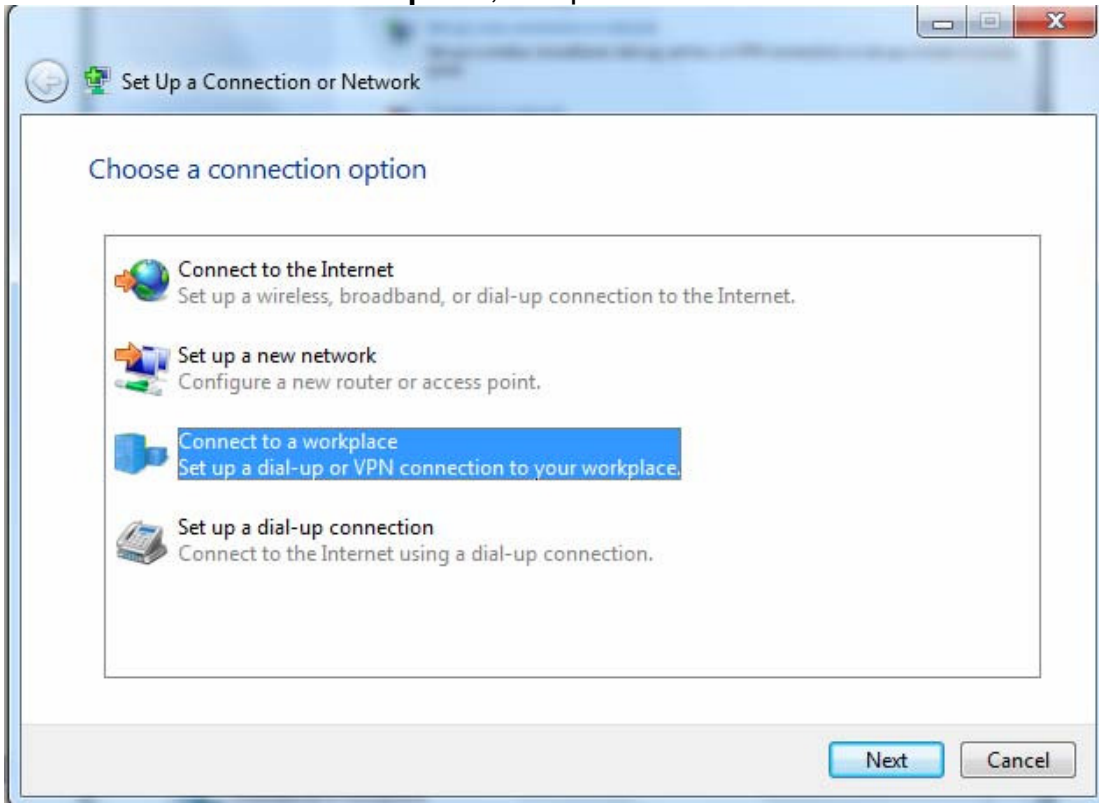 Set Up a Connection or Network
Choose a connection option
Connect to the Internet
Set up a wireless, broadband, or dial-up connection to the Internet.
Set up a new network
Configure a new router or access point.
Connect to a workplace
Set up a dial-up or VPN connection to your workplace.
Set up a dial-up connection
Connect to the Internet using a dial-up connection.
Next Cancel